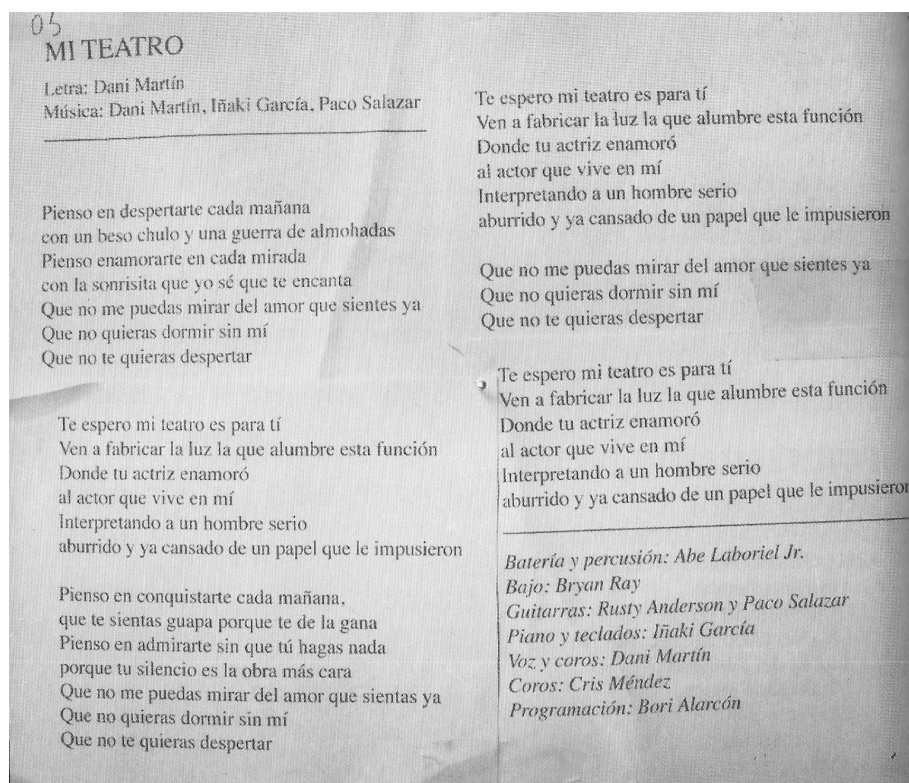 05
MI TEATRO
Letra: Dani Martín
Música: Dani Martín, Iñaki García, Paco Salazar
Pienso en despertarte cada mañana
con un beso chulo y una guerra de almohadas
Pienso enamorarte en cada mirada
con la sonrisita que yo sé que te encanta
Que no me puedas mirar del amor que sientes ya
Que no quieras dormir sin mí
Que no te quieras despertar
Te espero mi teatro es para tí
Ven a fabricar la luz la que alumbre esta función
Donde tu actriz enamoró
al actor que vive en mí
Interpretando a un hombre serio
aburrido y ya cansado de un papel que le impusieron
Pienso en conquistarte cada mañana,
que te sientas guapa porque te de la gana
Pienso en admirarte sin que tú hagas nada
porque tu silencio es la obra más cara
Que no me puedas mirar del amor que sientas ya
Que no quieras dormir sin mí
Que no te quieras despertar
Te espero mi teatro es para tí
Ven a fabricar la luz la que alumbre esta función
Donde tu actriz enamoró
al actor que vive en mí
Interpretando a un hombre serio
aburrido y ya cansado de un papel que le impusieron
Que no me puedas mirar del amor que sientes ya
Que no quieras dormir sin mí
Que no te quieras despertar
Te espero mi teatro es para tí
Ven a fabricar la luz la que alumbre esta función
Donde tu actriz enamoró
al actor que vive en mí
Interpretando a un hombre serio
aburrido y ya cansado de un papel que le impusieron
Batería y percusión: Abe Laboriel Jr.
Bajo: Bryan Ray
Guitarras: Rusty Anderson y Paco Salazar
Piano y teclados: Iñaki García
Voz y coros: Dani Martín
Coros: Cris Méndez
Programación: Bori Alarcón